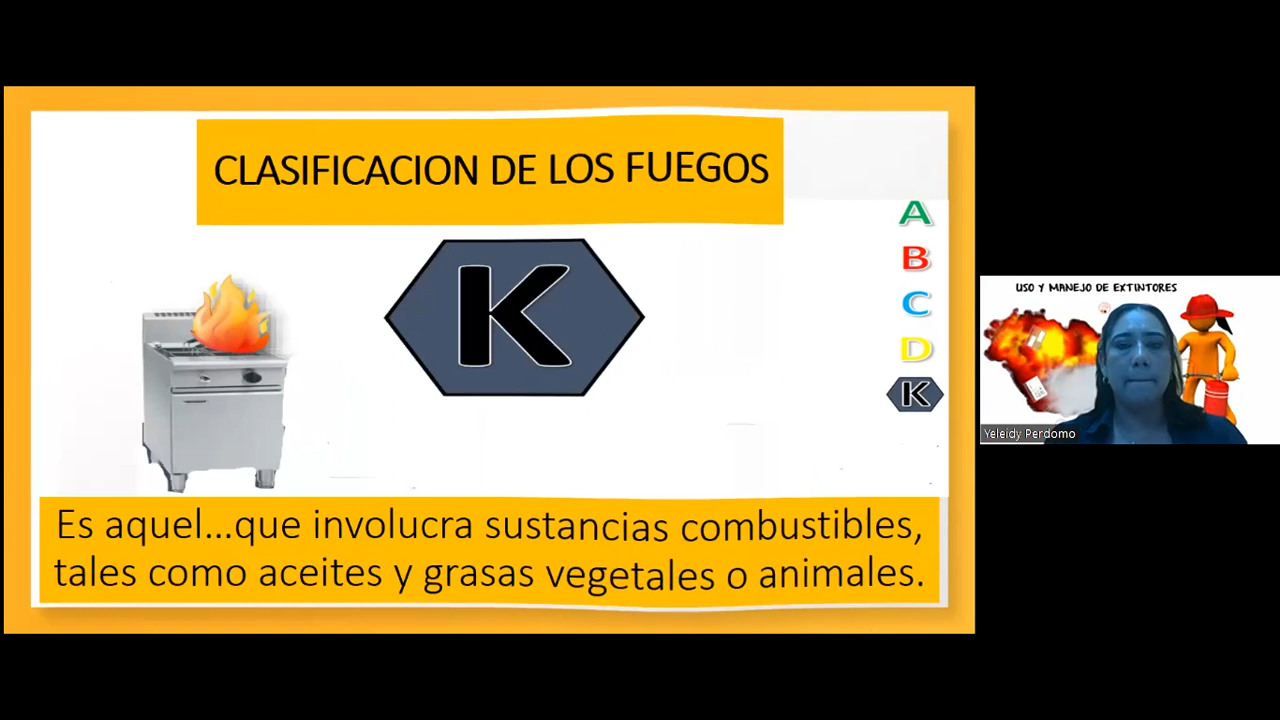 CLASIFICACION DE LOS FUEGOS
K
A
B
C
D
K
Es aquel...que involucra sustancias combustibles,
tales como aceites y grasas vegetales o animales.
USO Y MANEJO DE EXTINTORES
Yeleidy Perdomo